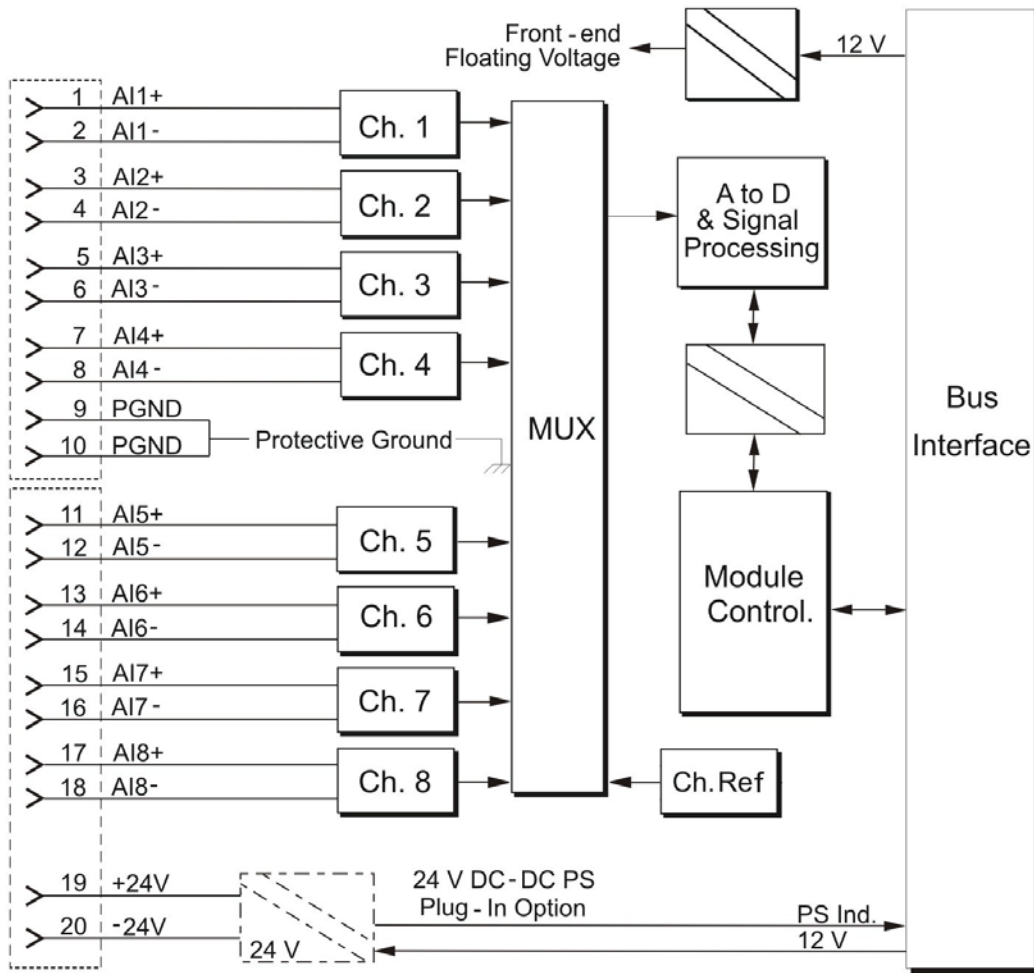 Front - end
Floating Voltage
12 V
1 AI1+
2 AI1-
Ch. 1
3 AI2+
4 AI2-
Ch. 2
5 AI3+
6 AI3-
Ch. 3
7 AI4+
8 AI4-
Ch. 4
9 PGND
10 PGND
Protective Ground
MUX
A to D
& Signal
Processing
Bus
Interface
11 AI5+
12 AI5-
Ch. 5
13 AI6+
14 AI6-
Ch. 6
Module
Control.
15 AI7+
16 AI7-
Ch. 7
17 AI8+
18 AI8-
Ch. 8
Ch.Ref
19 +24V
20 -24V
24 V
24 V DC-DC PS
Plug - In Option
PS Ind.
12 V